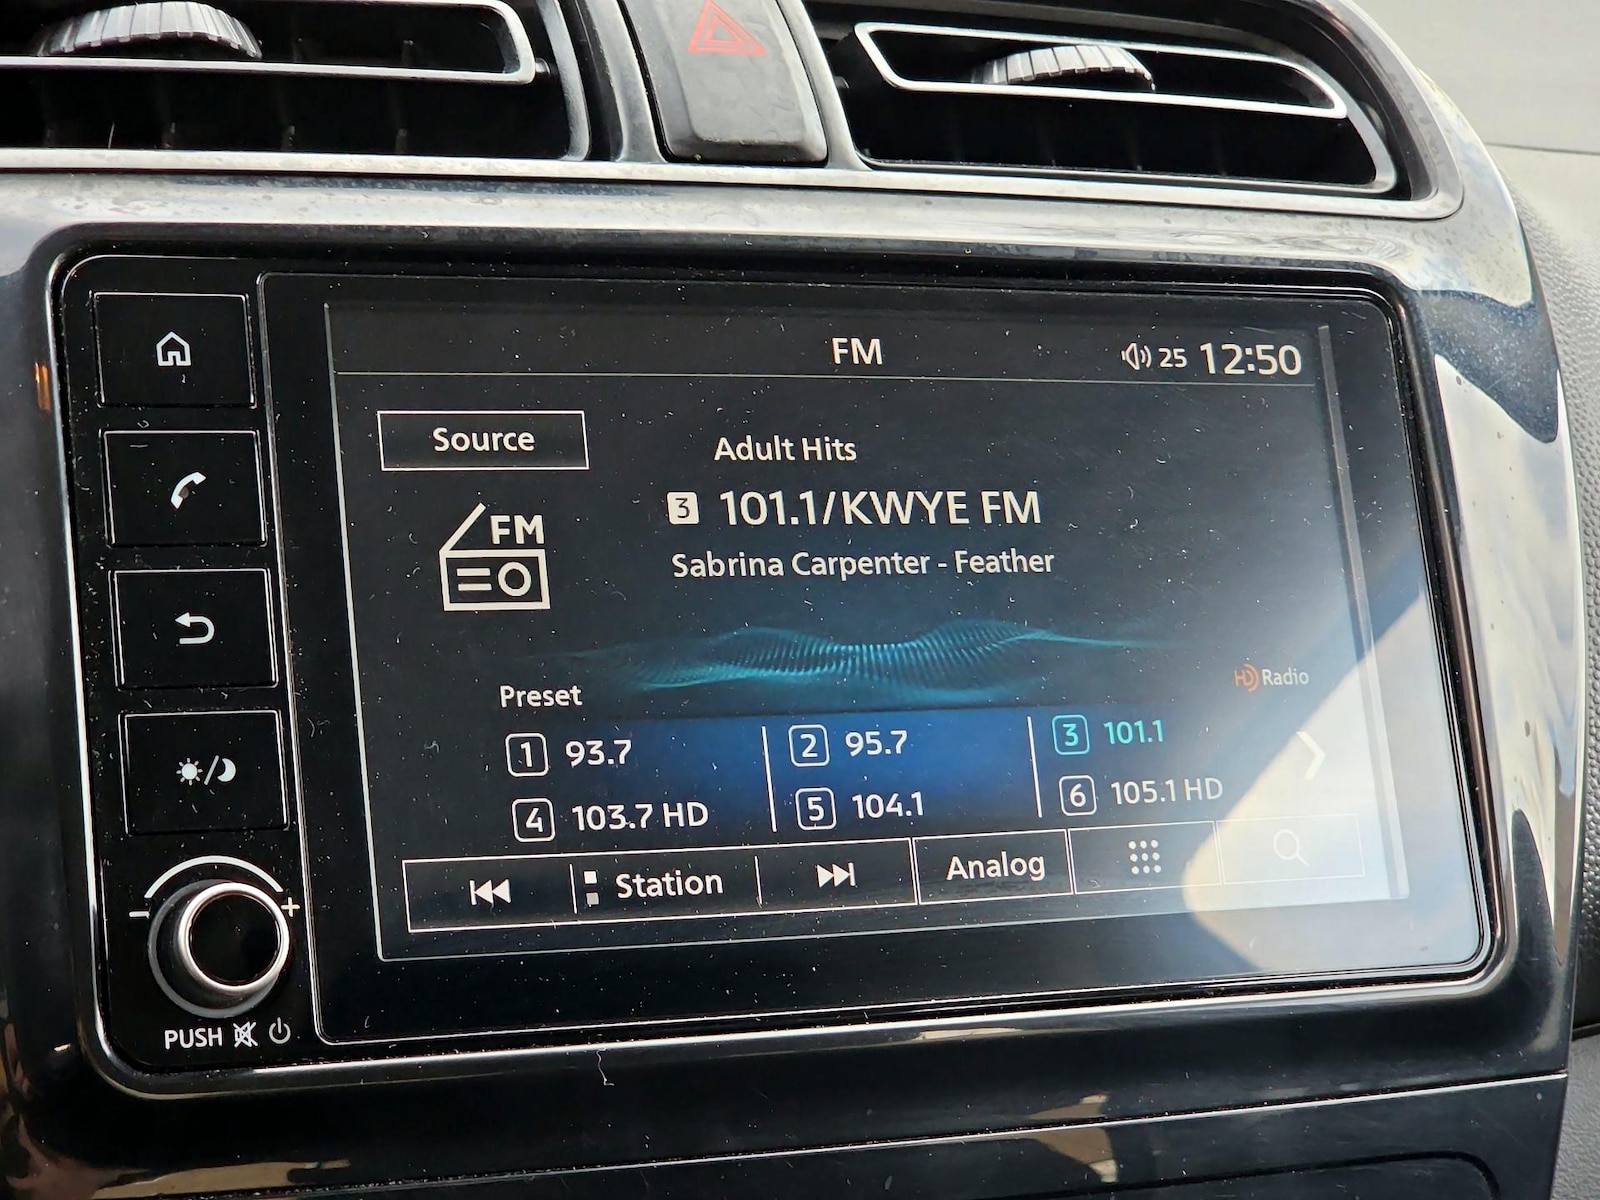 FM
25 12:50
Source
Adult Hits
FM
3 101.1/KWYE FM
Sabrina Carpenter - Feather
HD Radio
Preset
1 93.7
2 95.7
3 101.1
4 103.7 HD
5 104.1
6 105.1 HD
Station
Analog
PUSH